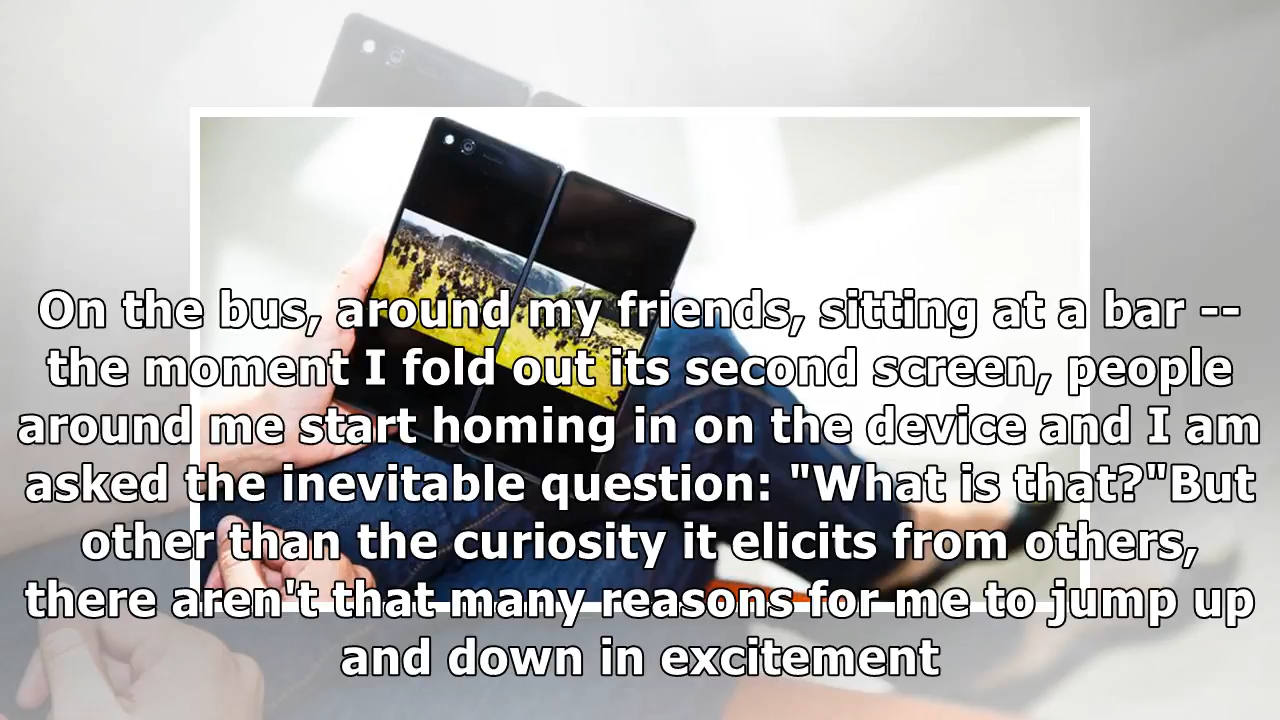 On the bus, around my friends, sitting at a bar --
the moment I fold out its second screen, people
around me start homing in on the device and I am
asked the inevitable question: "What is that?"But
other than the curiosity it elicits from others,
there aren't that many reasons for me to jump up
and down in excitement